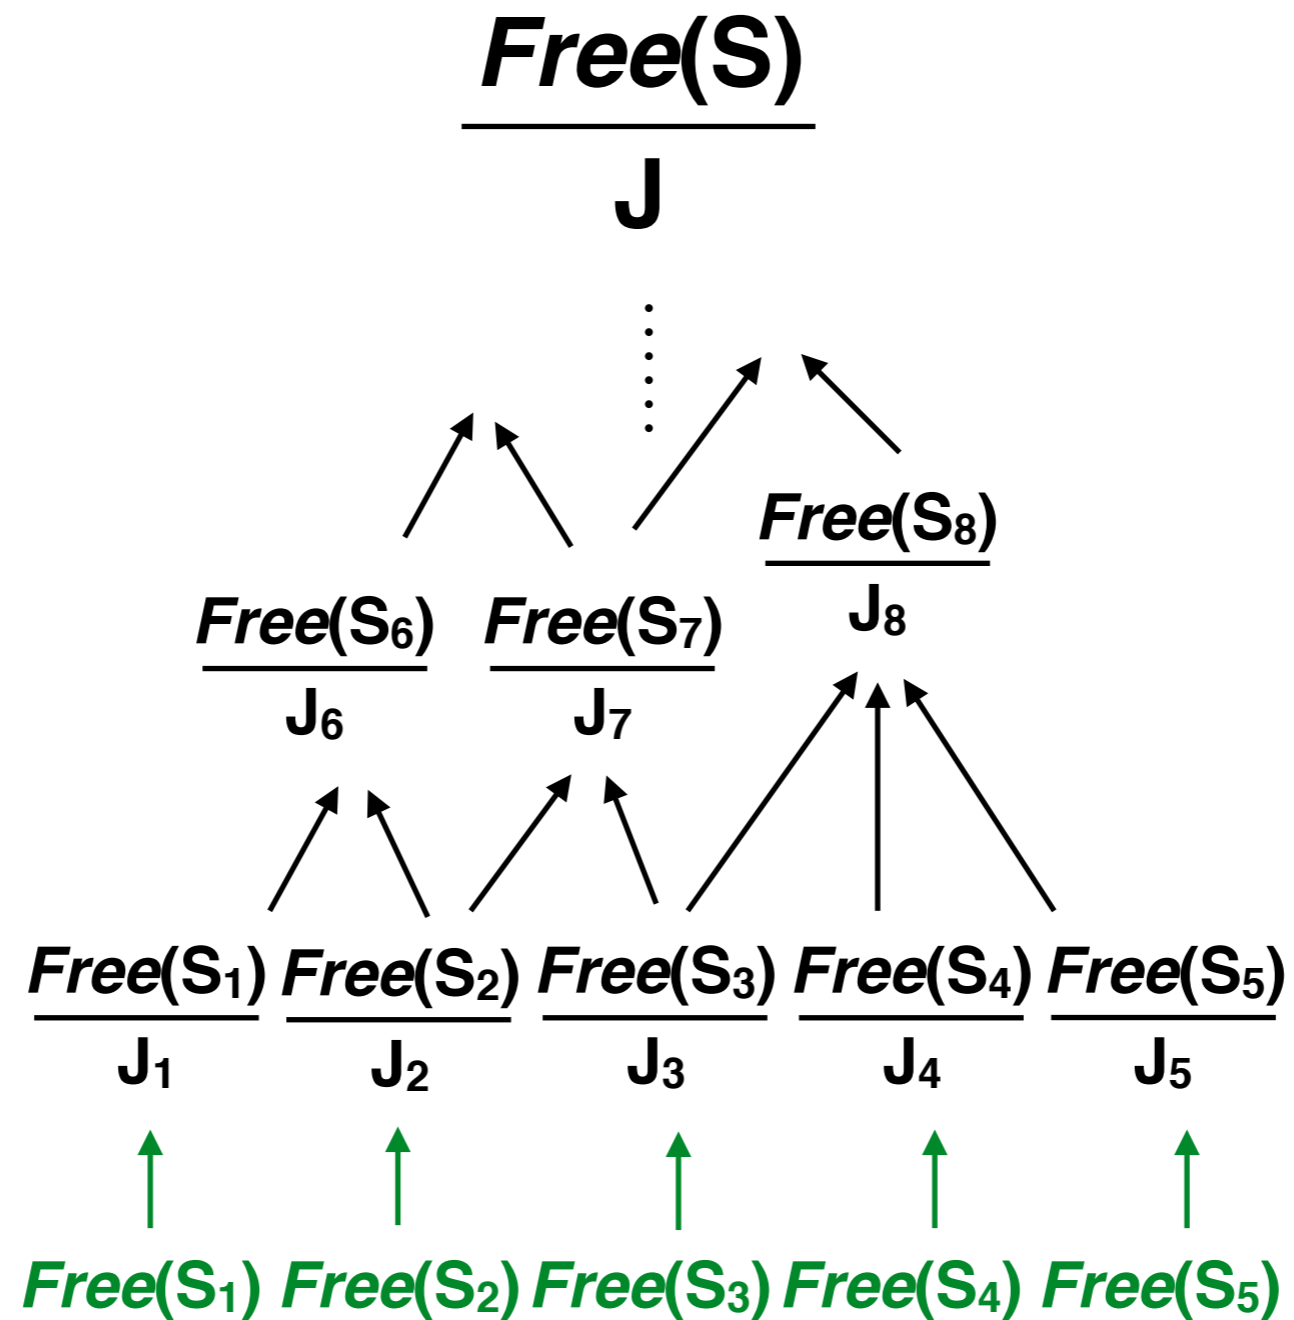 Free(S)
J
Free(S₈)
J₈
Free(S₆) Free(S₇)
J₆ J₇
Free(S₁) Free(S₂) Free(S₃) Free(S₄) Free(S₅)
J₁ J₂ J₃ J₄ J₅
Free(S₁) Free(S₂) Free(S₃) Free(S₄) Free(S₅)